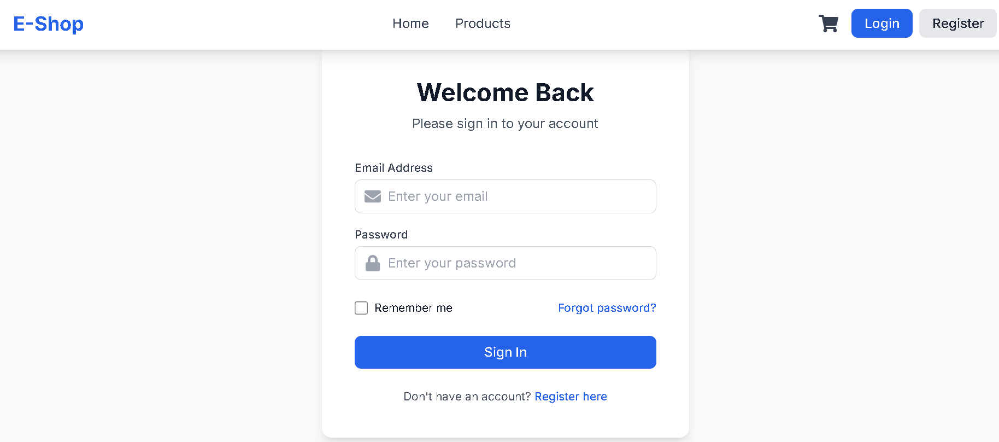 E-Shop
Home
Products
Login
Register
Welcome Back
Please sign in to your account
Email Address
Enter your email
Password
Enter your password
Remember me
Forgot password?
Sign In
Don't have an account? Register here